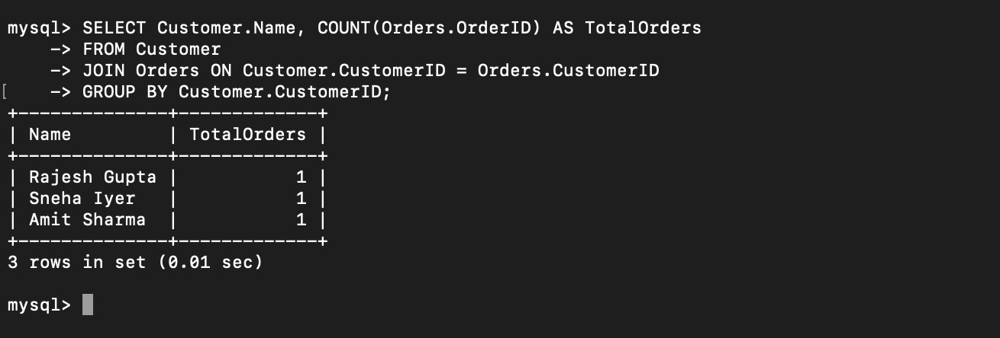 mysql> SELECT Customer.Name, COUNT(Orders.OrderID) AS TotalOrders
    -> FROM Customer
    -> JOIN Orders ON Customer.CustomerID = Orders.CustomerID
[    -> GROUP BY Customer.CustomerID;
+--------------+-------------+
| Name         | TotalOrders |
+--------------+-------------+
| Rajesh Gupta |           1 |
| Sneha Iyer   |           1 |
| Amit Sharma  |           1 |
+--------------+-------------+
3 rows in set (0.01 sec)
mysql>